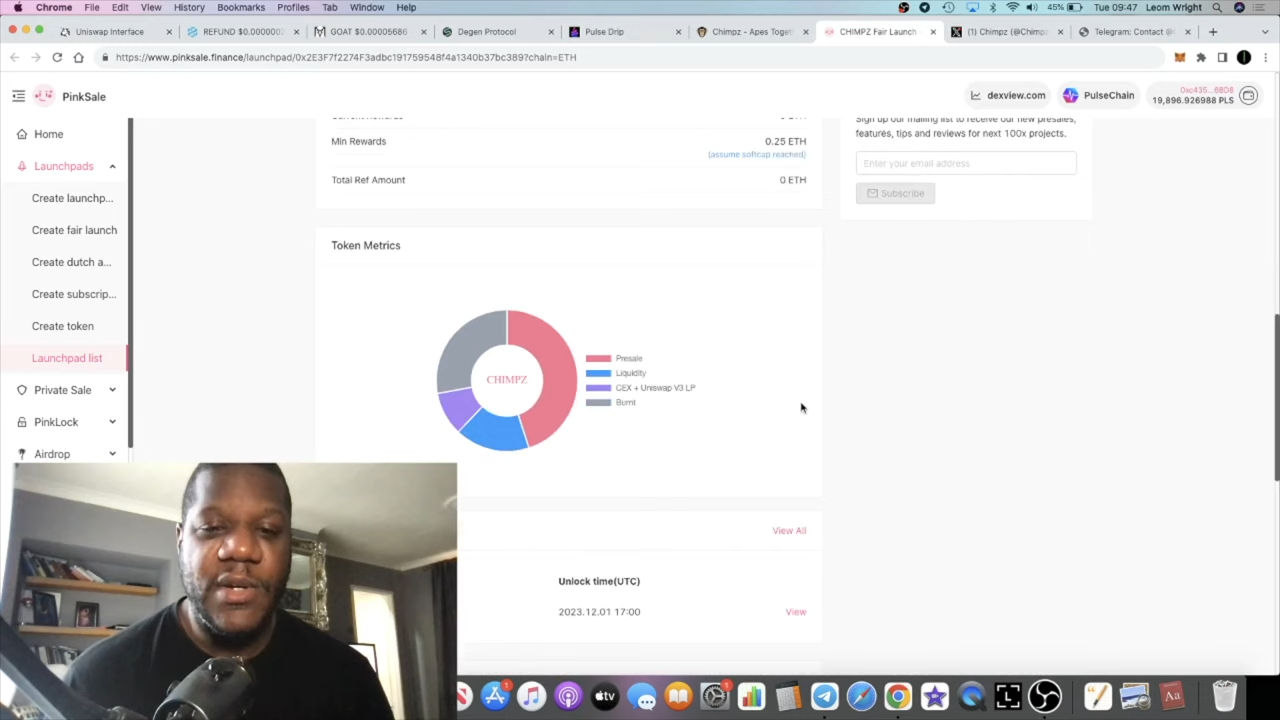 Chrome File Edit View History Bookmarks Profiles Tab Window Help 45% Tue 09:47 Leom Wright
Uniswap Interface REFUND $0.000002 GOAT $0.00005686 Degen Protocol Pulse Drip Chimpz - Apes Toget CHIMPZ Fair Launch (1) Chimpz (@Chimp Telegram: Contact @
https://www.pinksale.finance/launchpad/0x2E3F7f2274F3adbc191759548f4a1340b37bc389?chain=ETH
PinkSale dexview.com PulseChain 0xc435...6BD8
19,896.926988 PLS
Home
Launchpads
Create launchp...
Create fair launch
Create dutch a...
Create subscrip...
Create token
Launchpad list
Private Sale
PinkLock
Airdrop
Min Rewards 0.25 ETH
(assume softcap reached)
Total Ref Amount 0 ETH
Token Metrics
CHIMPZ
Presale
Liquidity
CEX + Uniswap V3 LP
Burnt
View All
Unlock time(UTC)
2023.12.01 17:00 View
Sign up our mailing list to receive our new presales,
features, tips and reviews for next 100x projects.
Enter your email address
Subscribe
tv